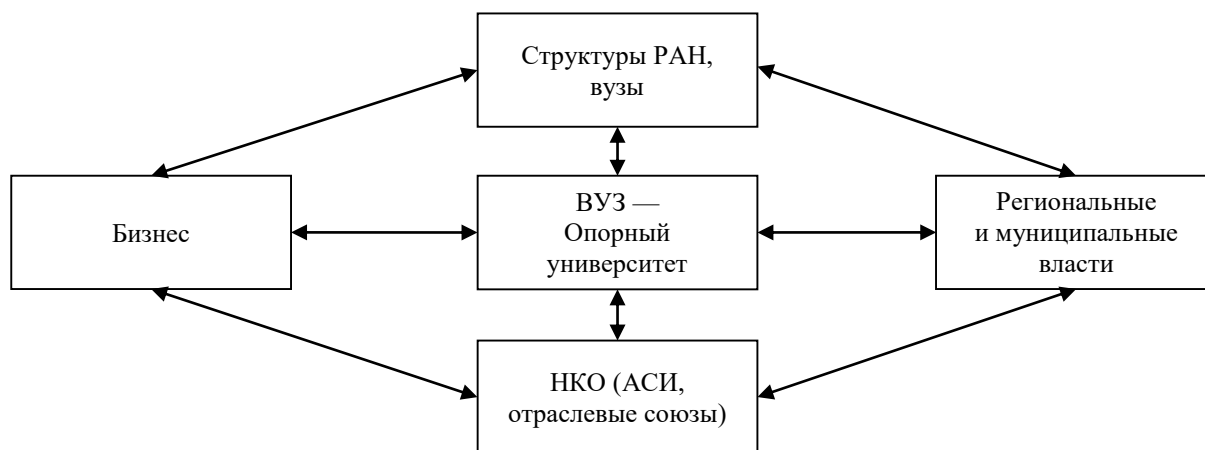 Структуры РАН,
вузы
Бизнес
ВУЗ —
Опорный
университет
Региональные
и муниципальные
власти
НКО (АСИ,
отраслевые союзы)